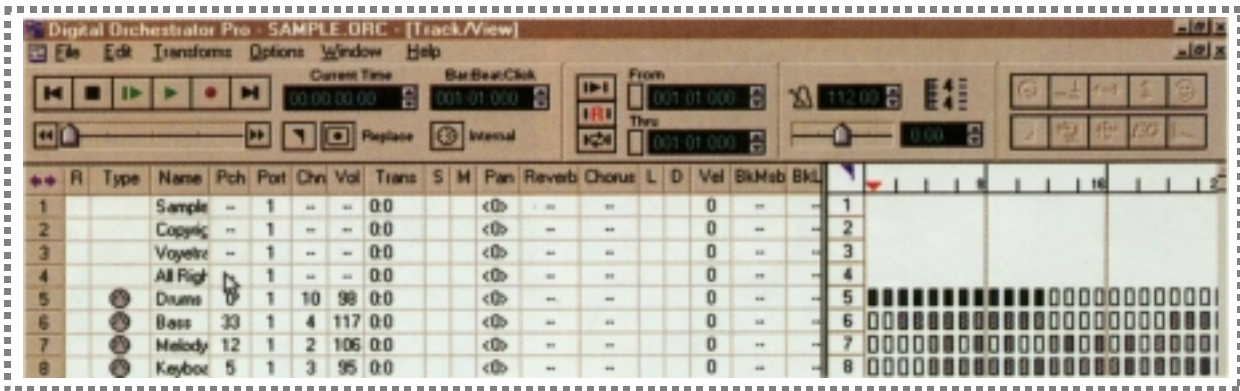 Digital Orchestrator Pro - SAMPLE.ORC - [Track/View]
File Edit Transforms Options Window Help
Current Time Bar:Beat:Click From
00:00:00:00 001:01:000 001:01:000 112.00 4 4
Thru
Replace Internal 001:01:000 0:00
R Type Name Pch Port Chn Vol Trans S M Pan Reverb Chorus L D Vel BkMsb BkL 8 16
1 Sample -- 1 -- -- 0:0 <0> -- -- 0 -- -- 1
2 Copyrig -- 1 -- -- 0:0 <0> -- -- 0 -- -- 2
3 Voyetra -- 1 -- -- 0:0 <0> -- -- 0 -- -- 3
4 All Righ 1 -- -- 0:0 <0> -- -- 0 -- -- 4
5 Drums 0 1 10 98 0:0 <0> -- -- 0 -- -- 5
6 Bass 33 1 4 117 0:0 <0> -- -- 0 -- -- 6
7 Melody 12 1 2 106 0:0 <0> -- -- 0 -- -- 7
8 Keyboa 5 1 3 95 0:0 <0> -- -- 0 -- -- 8